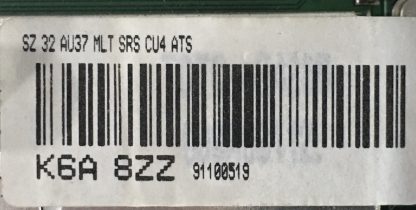 SZ 32 AU37 MLT SRS CU4 ATS
K6A 8ZZ 91100519